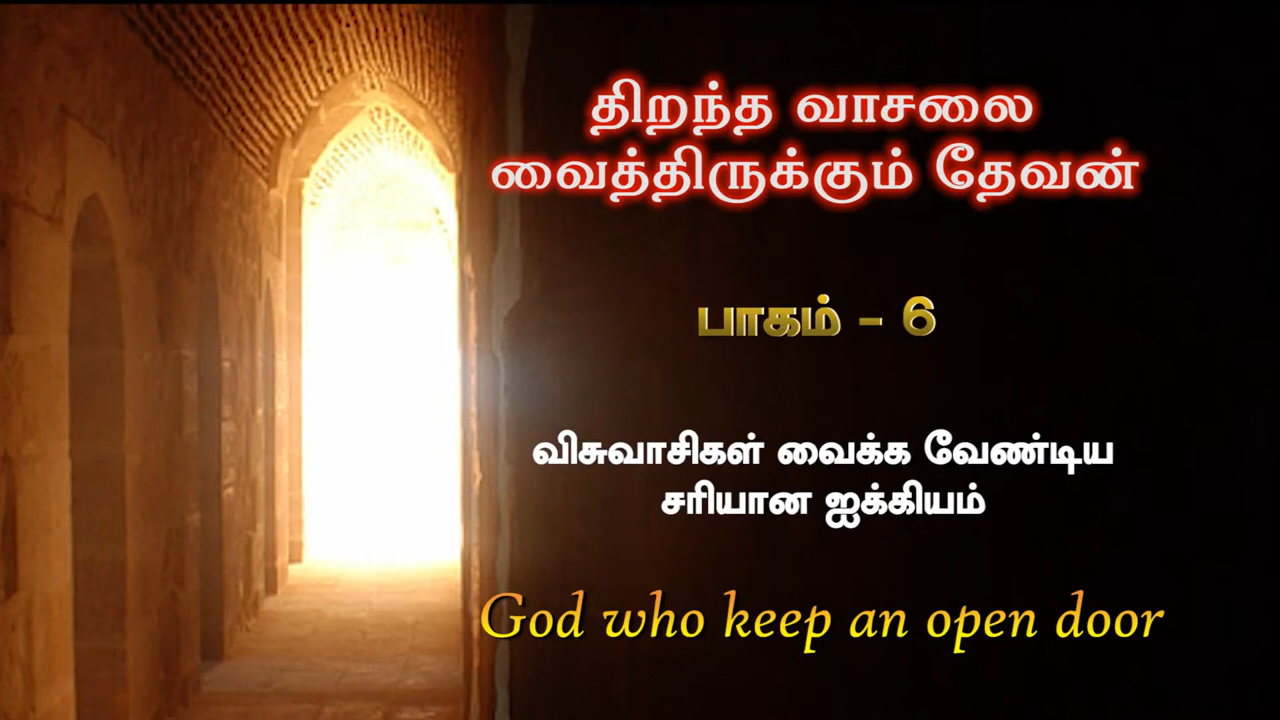 திறந்த வாசலை
வைத்திருக்கும் தேவன்
பாகம் - 6
விசுவாசிகள் வைக்க வேண்டிய
சரியான ஐக்கியம்
God who keep an open door